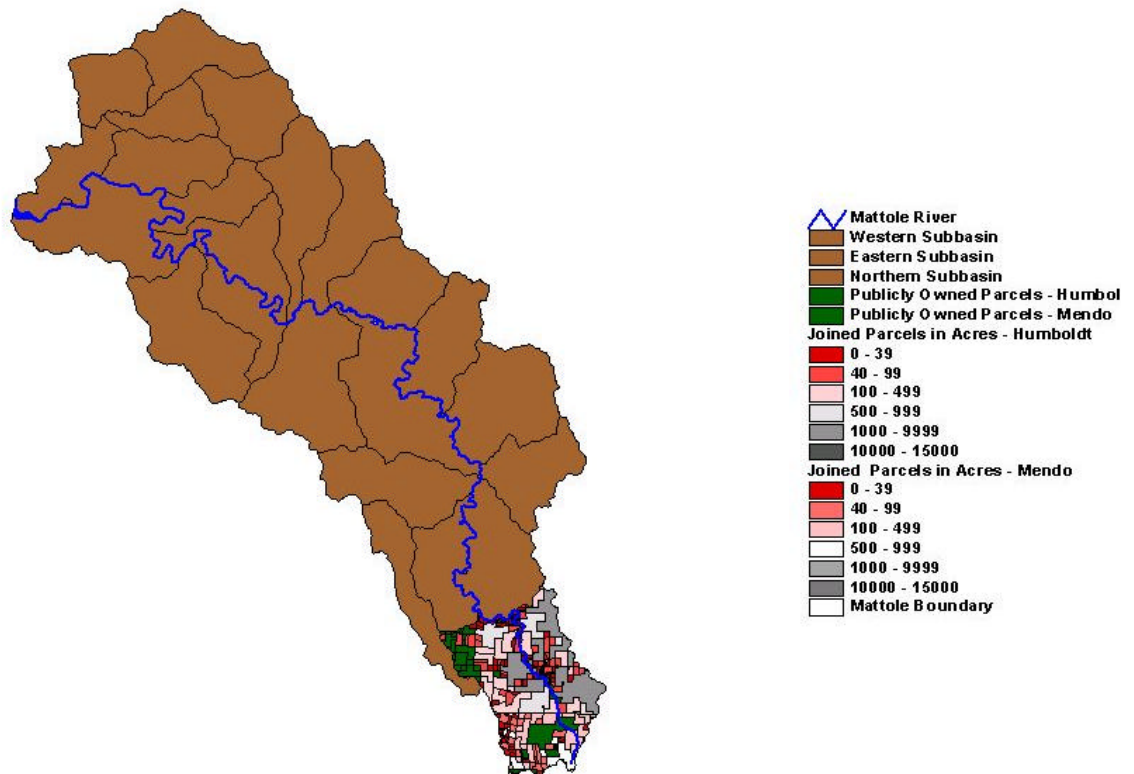 Mattole River
Western Subbasin
Eastern Subbasin
Northern Subbasin
Publicly Owned Parcels - Humbol
Publicly Owned Parcels - Mendo
Joined Parcels in Acres - Humboldt
0 - 39
40 - 99
100 - 499
500 - 999
1000 - 9999
10000 - 15000
Joined Parcels in Acres - Mendo
0 - 39
40 - 99
100 - 499
500 - 999
1000 - 9999
10000 - 15000
Mattole Boundary